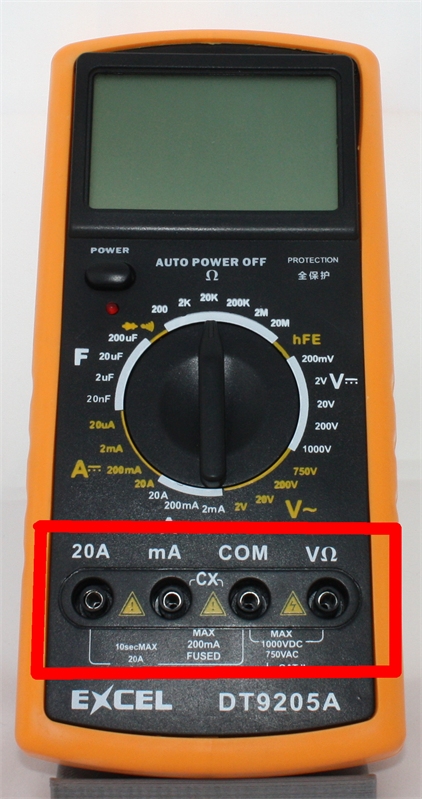 POWER
AUTO POWER OFF
PROTECTION
全保护
Ω
200 2K 20K 200K 2M 20M
hFE
200mV
2V
V
20V
200V
1000V
750V
200V
20V
2V
V~
2mA
200mA
20A
20A
200mA
2mA
20uA
A
20nF
2uF
20uF
200uF
F
20A mA COM VΩ
CX
10secMAX
20A
MAX
200mA
FUSED
MAX
1000VDC
750VAC
EXCEL DT9205A